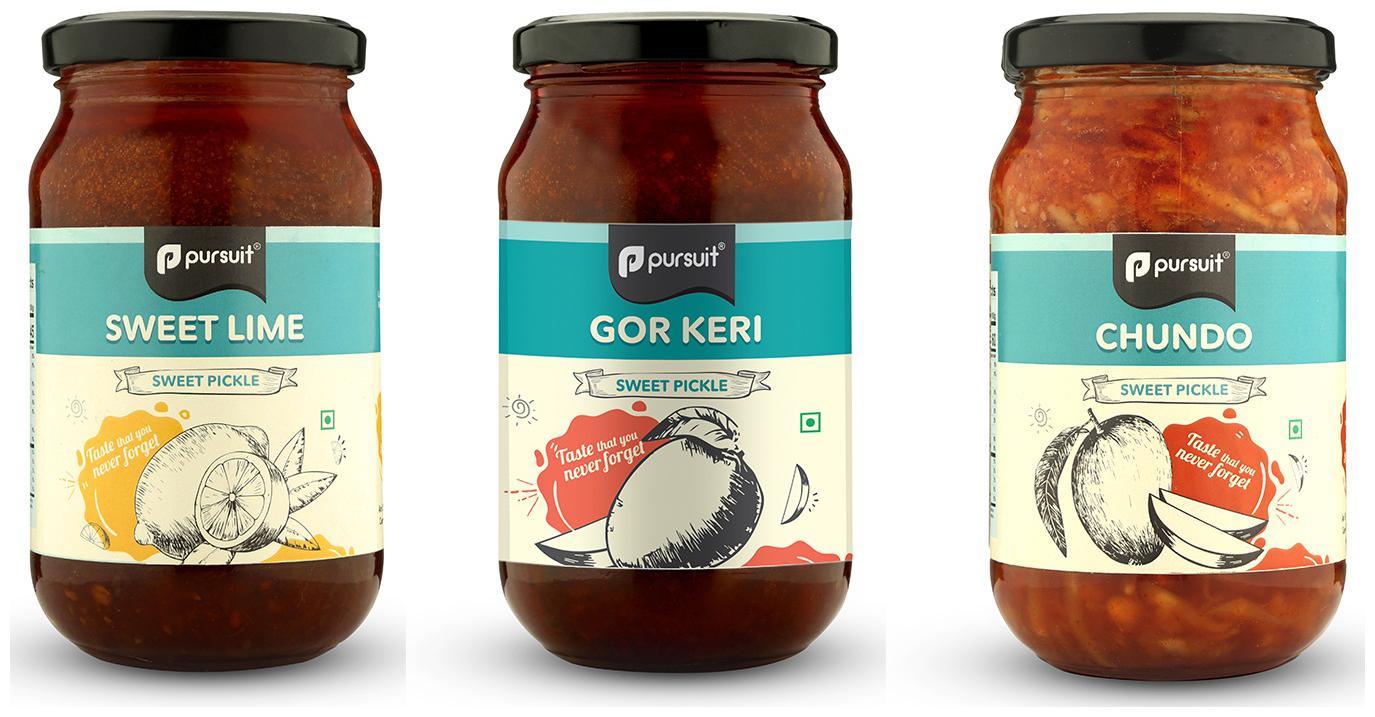 pursuit®
SWEET LIME
SWEET PICKLE
Taste that you
never forget
pursuit®
GOR KERI
SWEET PICKLE
Taste that you
never forget
pursuit®
CHUNDO
SWEET PICKLE
Taste that you
never forget